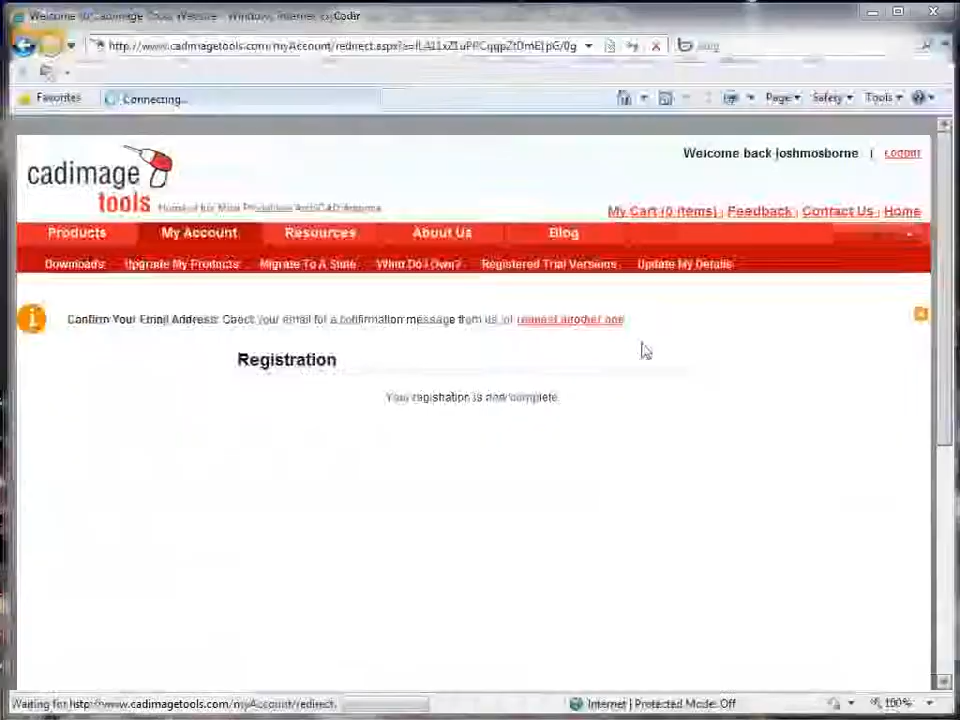 Welcome to Cadimage Tools Website - Windows Internet Explorer
Favorites
Connecting...
Page
Safety
Tools
cadimage
tools
Welcome back joshmosborne | Logout
My Cart (0 items) | Feedback | Contact Us | Home
Products
My Account
Resources
About Us
Blog
Downloads
Upgrade My Products
Migrate To A Suite
What Do I Own?
Registered Trial Versions
Update My Details
Confirm Your Email Address: Check your email for a confirmation message from us, or request another one
Registration
Your registration is now complete.
Waiting for http://www.cadimagetools.com/myAccount/redirect.
Internet | Protected Mode: Off
100%